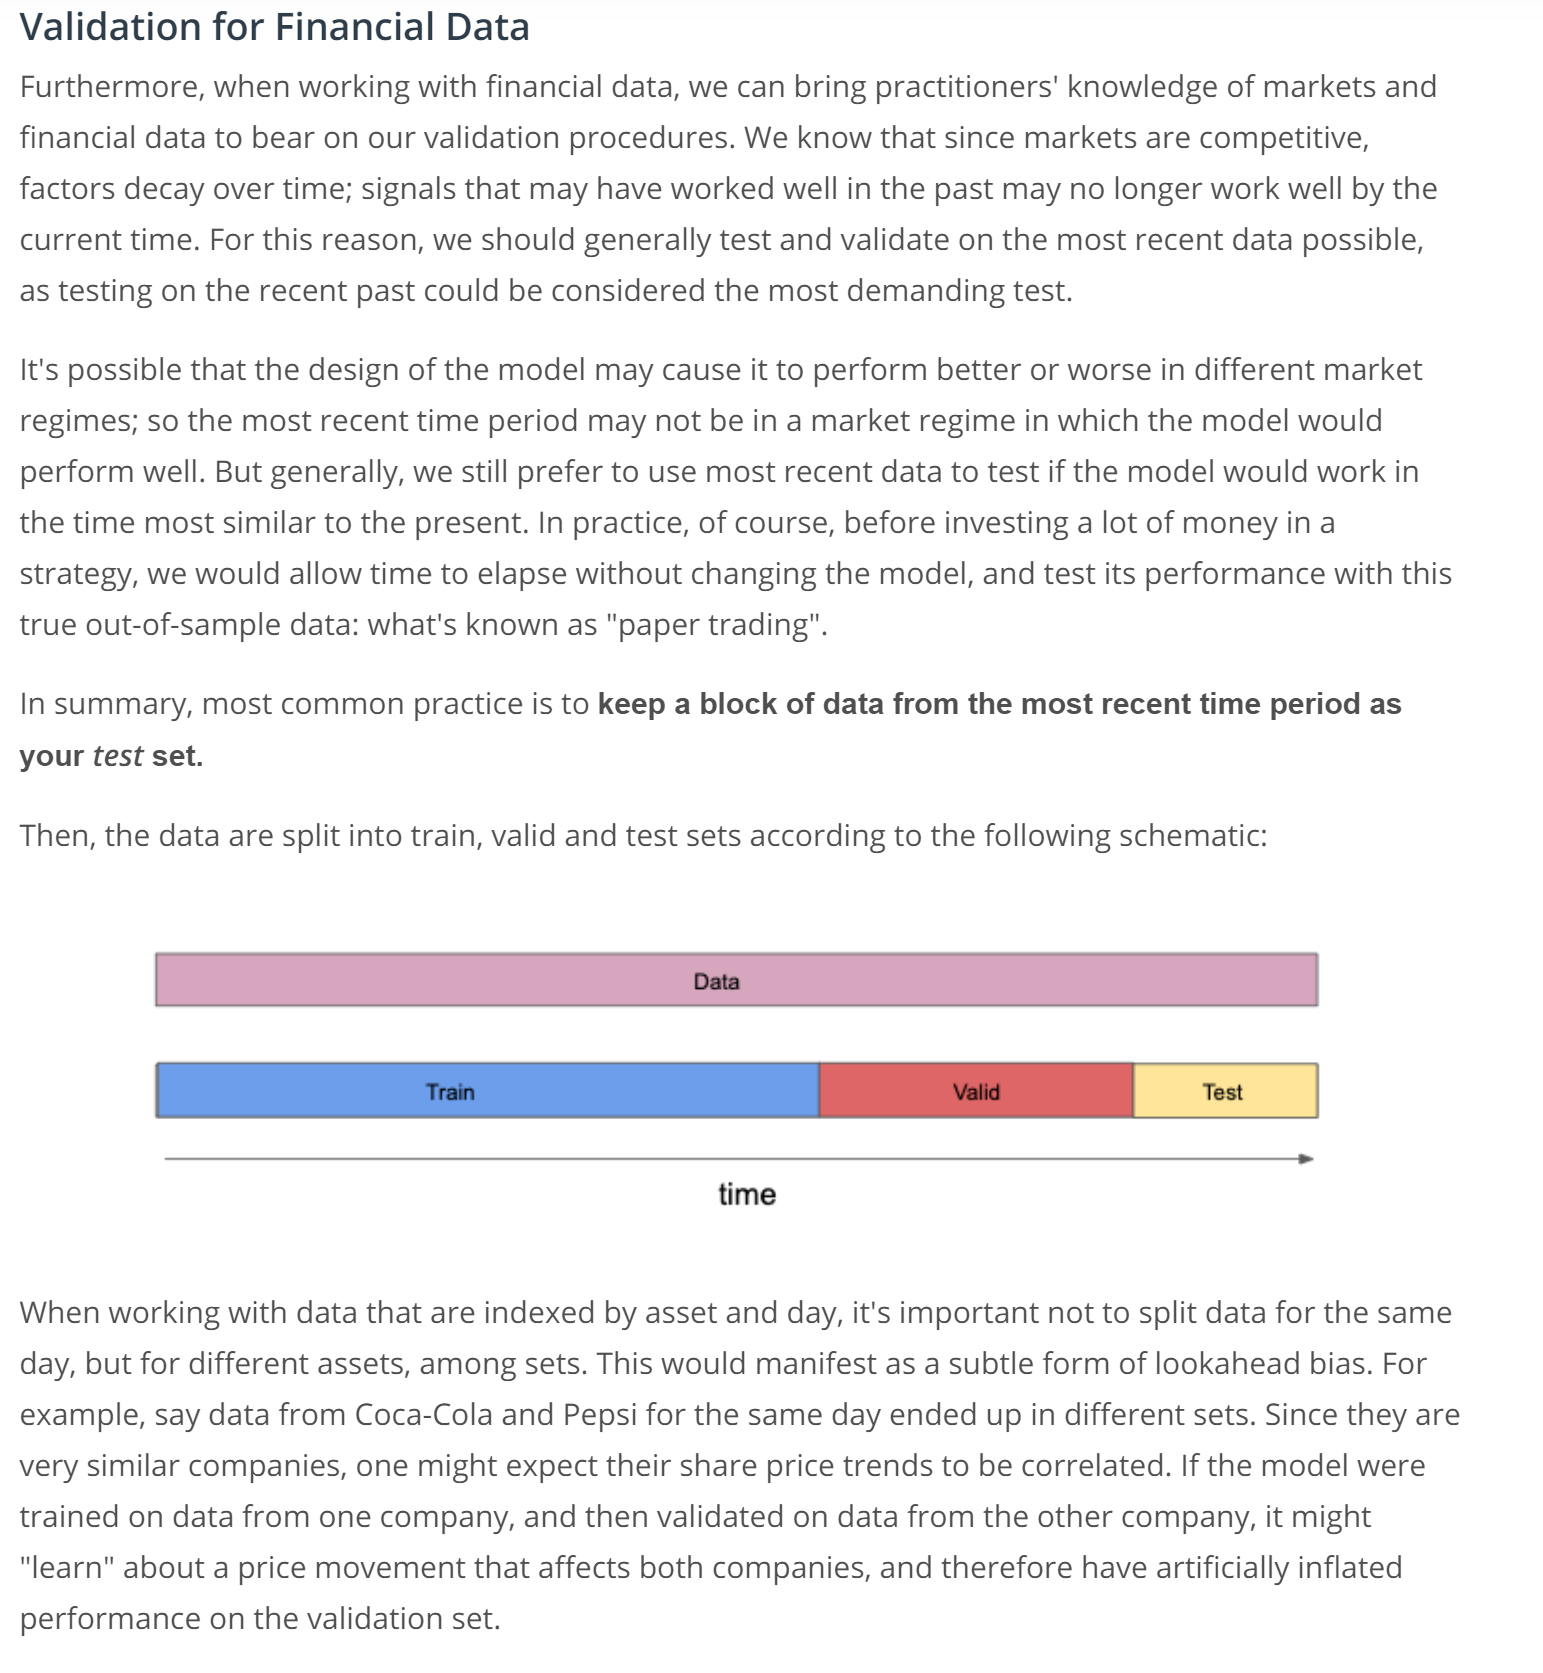 Validation for Financial Data
Furthermore, when working with financial data, we can bring practitioners' knowledge of markets and
financial data to bear on our validation procedures. We know that since markets are competitive,
factors decay over time; signals that may have worked well in the past may no longer work well by the
current time. For this reason, we should generally test and validate on the most recent data possible,
as testing on the recent past could be considered the most demanding test.
It's possible that the design of the model may cause it to perform better or worse in different market
regimes; so the most recent time period may not be in a market regime in which the model would
perform well. But generally, we still prefer to use most recent data to test if the model would work in
the time most similar to the present. In practice, of course, before investing a lot of money in a
strategy, we would allow time to elapse without changing the model, and test its performance with this
true out-of-sample data: what's known as "paper trading".
In summary, most common practice is to keep a block of data from the most recent time period as
your test set.
Then, the data are split into train, valid and test sets according to the following schematic:
Data
Train Valid Test
time
When working with data that are indexed by asset and day, it's important not to split data for the same
day, but for different assets, among sets. This would manifest as a subtle form of lookahead bias. For
example, say data from Coca-Cola and Pepsi for the same day ended up in different sets. Since they are
very similar companies, one might expect their share price trends to be correlated. If the model were
trained on data from one company, and then validated on data from the other company, it might
"learn" about a price movement that affects both companies, and therefore have artificially inflated
performance on the validation set.